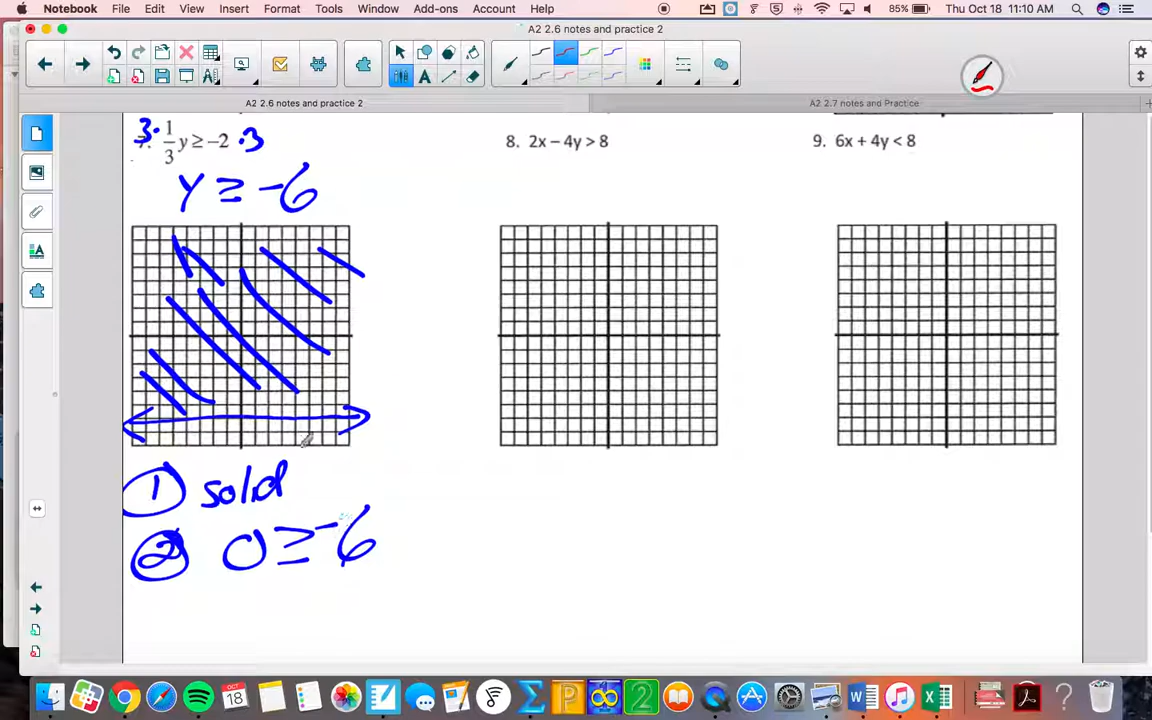 Notebook File Edit View Insert Format Tools Window Add-ons Account Help 85% Thu Oct 18 11:10 AM
A2 2.6 notes and practice 2
A2 2.6 notes and practice 2 A2 2.7 notes and Practice
3· 1/3 y ≥ −2 ·3 8. 2x − 4y > 8 9. 6x + 4y < 8
y ≥ −6
① solid
② 0 ≥ −6
OCT 18